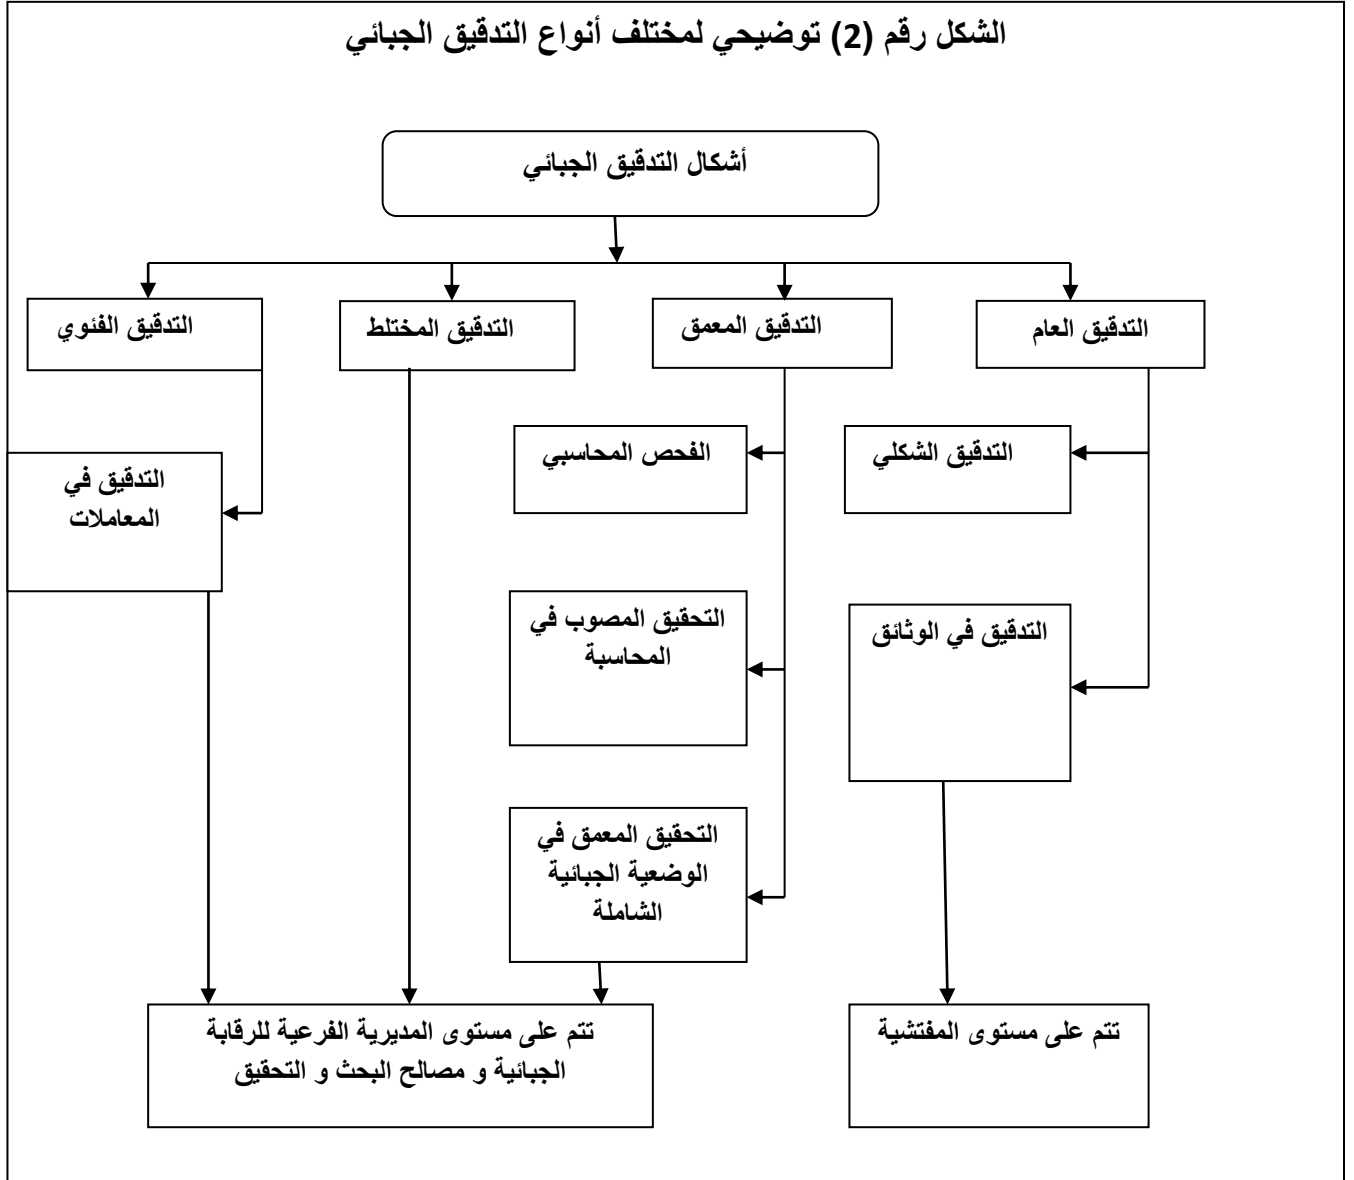 الشكل رقم (2) توضيحي لمختلف أنواع التدقيق الجبائي
أشكال التدقيق الجبائي
التدقيق العام
التدقيق المعمق
التدقيق المختلط
التدقيق الفئوي
التدقيق الشكلي
الفحص المحاسبي
التدقيق في
المعاملات
التدقيق في الوثائق
التحقيق المصوب في
المحاسبة
التحقيق المعمق في
الوضعية الجبائية
الشاملة
تتم على مستوى المفتشية
تتم على مستوى المديرية الفرعية للرقابة
الجبائية و مصالح البحث و التحقيق